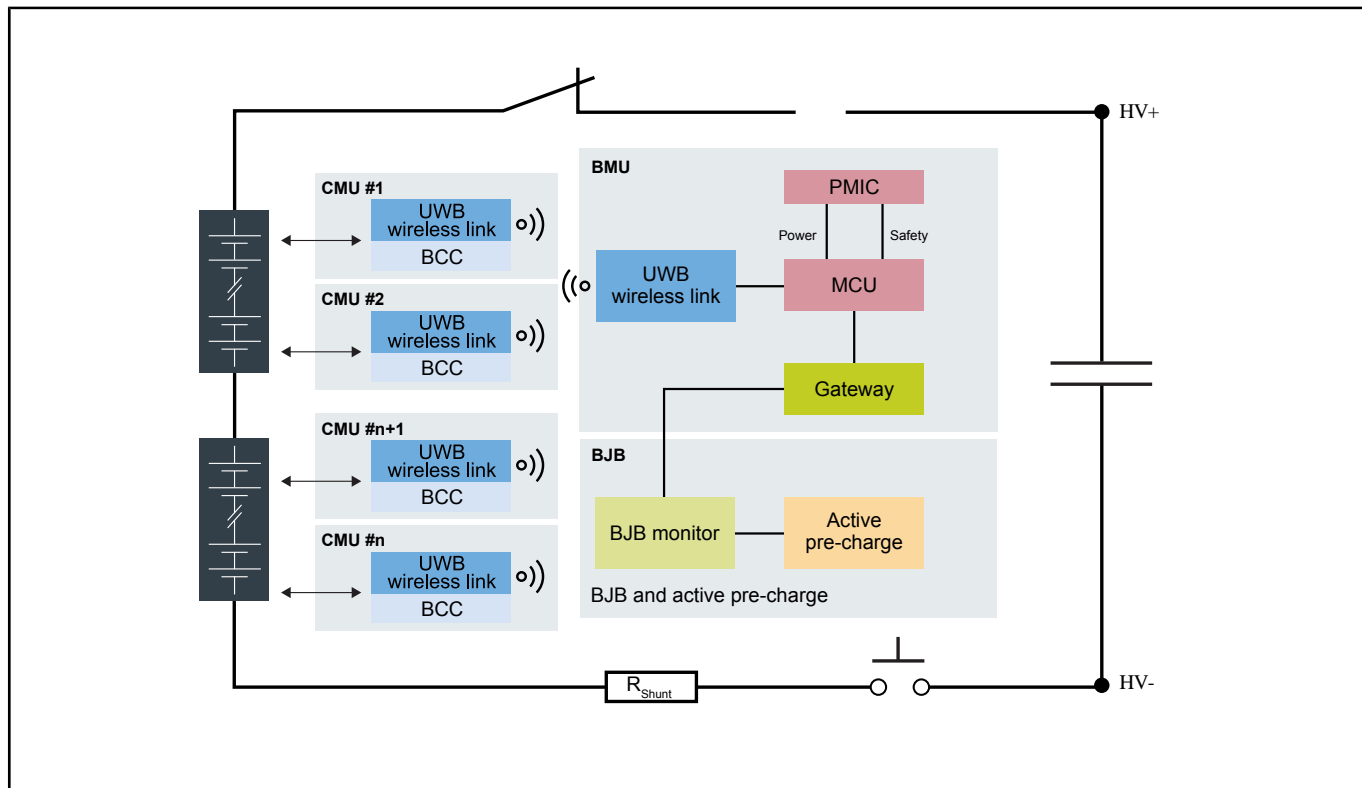 HV+
CMU #1
UWB
wireless link
BCC
CMU #2
UWB
wireless link
BCC
CMU #n+1
UWB
wireless link
BCC
CMU #n
UWB
wireless link
BCC
BMU
PMIC
Power
Safety
UWB
wireless link
MCU
Gateway
BJB
BJB monitor
Active
pre-charge
BJB and active pre-charge
RShunt
HV-